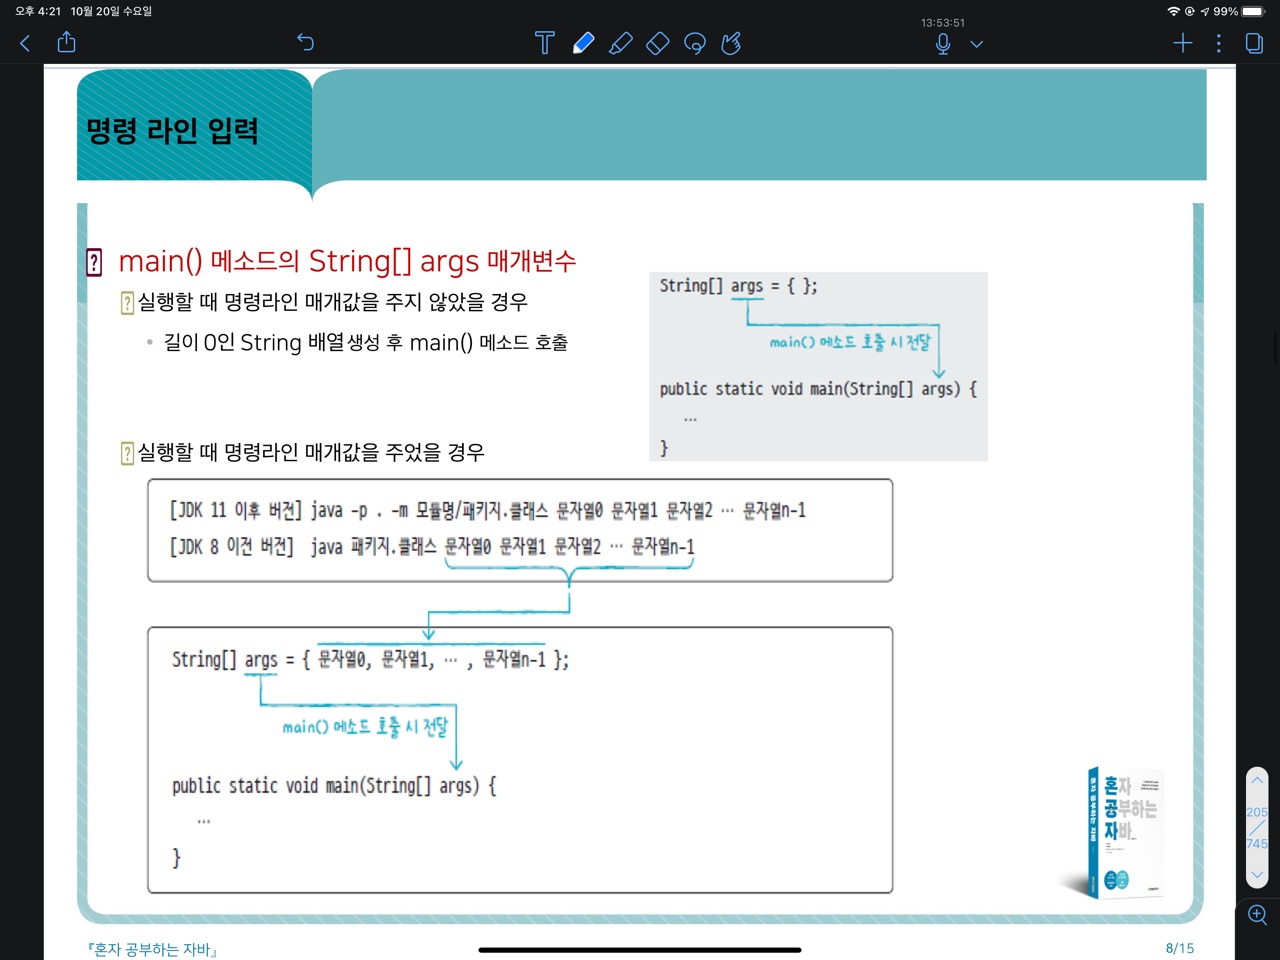 오후 4:21 10월 20일 수요일
99%
13:53:51
명령 라인 입력
main() 메소드의 String[] args 매개변수
실행할 때 명령라인 매개값을 주지 않았을 경우
• 길이 0인 String 배열생성 후 main() 메소드 호출
String[] args = { };
main() 메소드 호출 시 전달
public static void main(String[] args) {
...
}
실행할 때 명령라인 매개값을 주었을 경우
[JDK 11 이후 버전] java -p . -m 모듈명/패키지.클래스 문자열0 문자열1 문자열2 … 문자열n-1
[JDK 8 이전 버전] java 패키지.클래스 문자열0 문자열1 문자열2 … 문자열n-1
String[] args = { 문자열0, 문자열1, … , 문자열n-1 };
main() 메소드 호출 시 전달
public static void main(String[] args) {
...
}
혼자 공부하는 자바
혼자
공부하는
자바
205
745
『혼자 공부하는 자바』
8/15